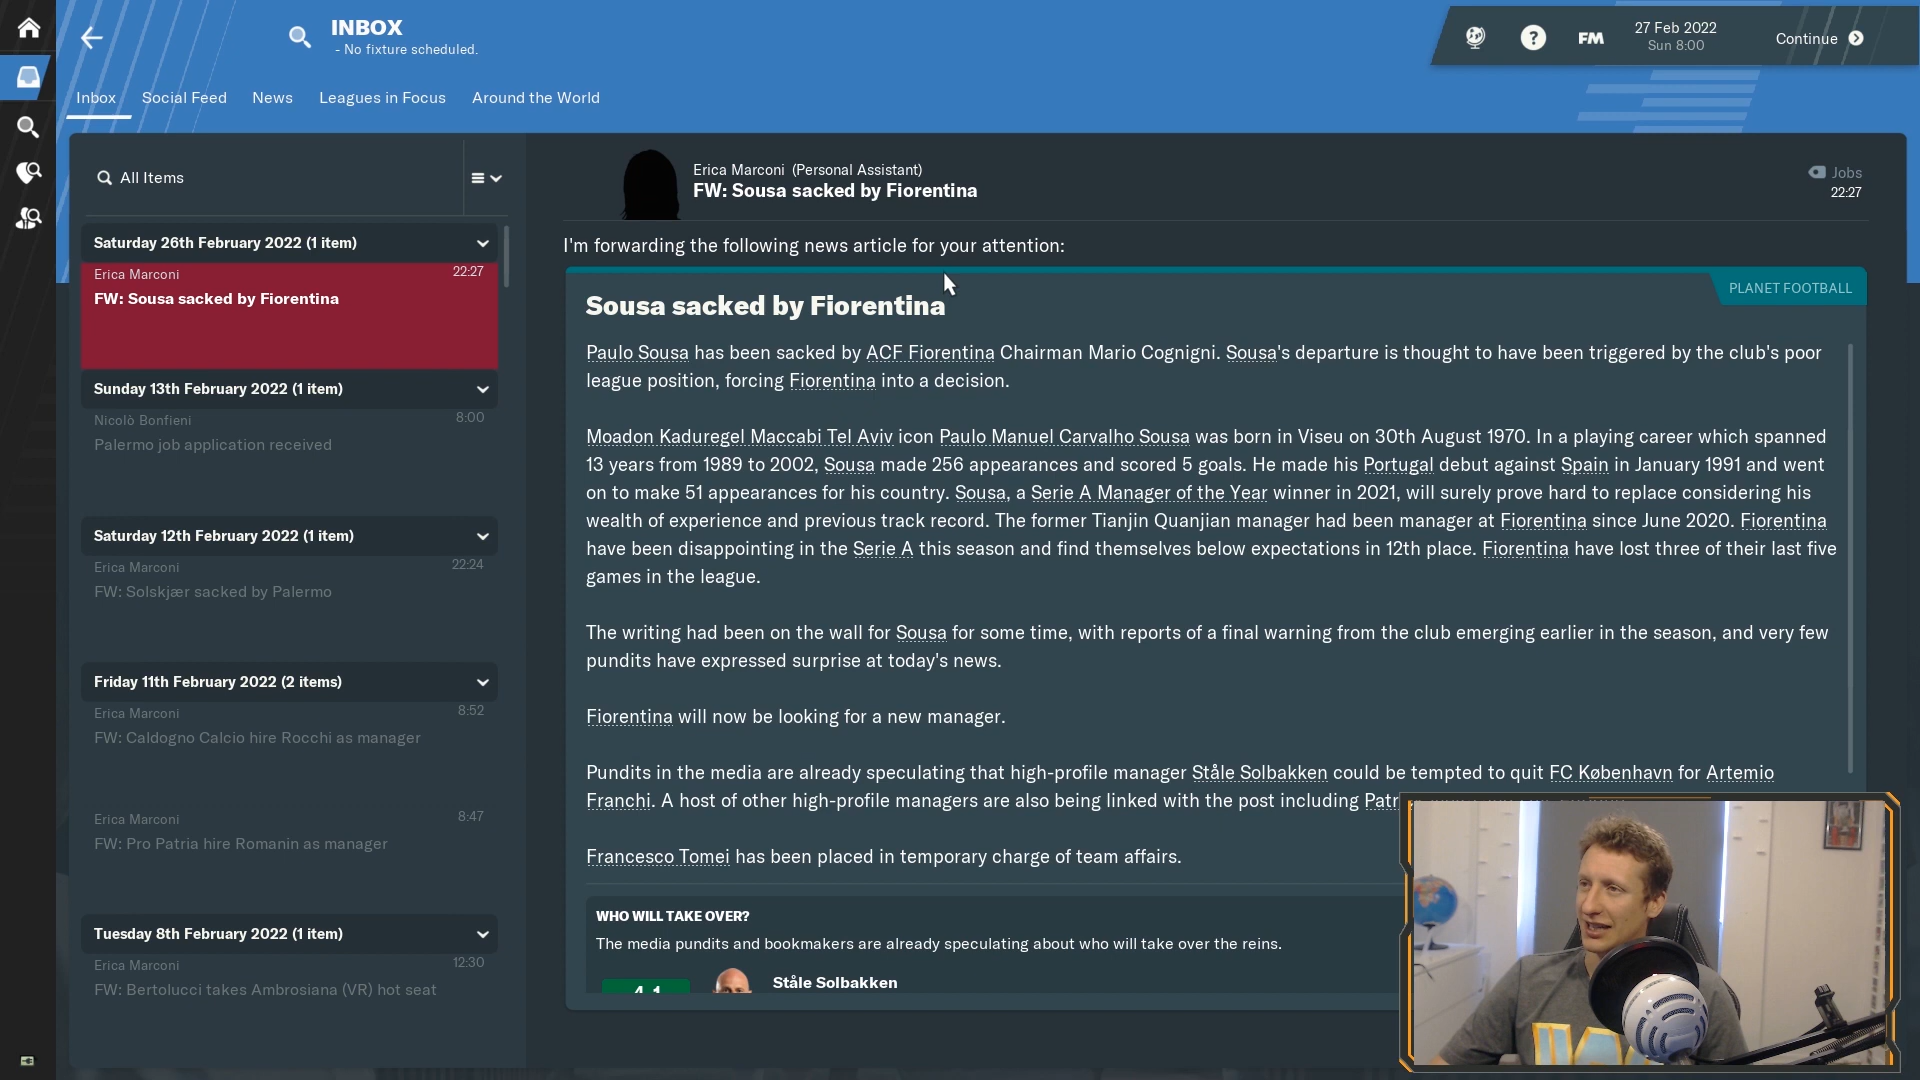 INBOX
- No fixture scheduled.
FM
27 Feb 2022
Sun 8:00
Continue
Inbox
Social Feed
News
Leagues in Focus
Around the World
All Items
Saturday 26th February 2022 (1 item)
Erica Marconi 22:27
FW: Sousa sacked by Fiorentina
Sunday 13th February 2022 (1 item)
Nicolò Bonfieni 8:00
Palermo job application received
Saturday 12th February 2022 (1 item)
Erica Marconi 22:24
FW: Solskjær sacked by Palermo
Friday 11th February 2022 (2 items)
Erica Marconi 8:52
FW: Caldogno Calcio hire Rocchi as manager
Erica Marconi 8:47
FW: Pro Patria hire Romanin as manager
Tuesday 8th February 2022 (1 item)
Erica Marconi 12:30
FW: Bertolucci takes Ambrosiana (VR) hot seat
Erica Marconi (Personal Assistant)
FW: Sousa sacked by Fiorentina
Jobs
22:27
I'm forwarding the following news article for your attention:
PLANET FOOTBALL
Sousa sacked by Fiorentina
Paulo Sousa has been sacked by ACF Fiorentina Chairman Mario Cognigni. Sousa's departure is thought to have been triggered by the club's poor
league position, forcing Fiorentina into a decision.
Moadon Kaduregel Maccabi Tel Aviv icon Paulo Manuel Carvalho Sousa was born in Viseu on 30th August 1970. In a playing career which spanned
13 years from 1989 to 2002, Sousa made 256 appearances and scored 5 goals. He made his Portugal debut against Spain in January 1991 and went
on to make 51 appearances for his country. Sousa, a Serie A Manager of the Year winner in 2021, will surely prove hard to replace considering his
wealth of experience and previous track record. The former Tianjin Quanjian manager had been manager at Fiorentina since June 2020. Fiorentina
have been disappointing in the Serie A this season and find themselves below expectations in 12th place. Fiorentina have lost three of their last five
games in the league.
The writing had been on the wall for Sousa for some time, with reports of a final warning from the club emerging earlier in the season, and very few
pundits have expressed surprise at today's news.
Fiorentina will now be looking for a new manager.
Pundits in the media are already speculating that high-profile manager Ståle Solbakken could be tempted to quit FC København for Artemio
Franchi. A host of other high-profile managers are also being linked with the post including
Francesco Tomei has been placed in temporary charge of team affairs.
WHO WILL TAKE OVER?
The media pundits and bookmakers are already speculating about who will take over the reins.
Ståle Solbakken